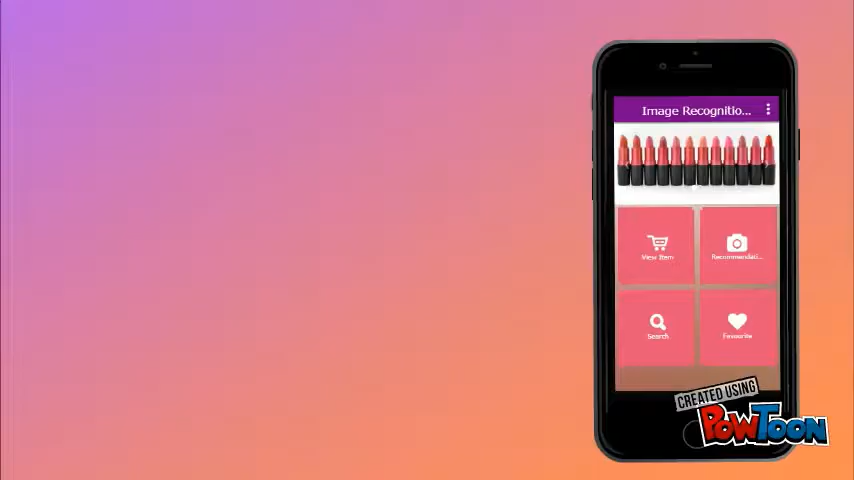 Image Recognitio...
View Item
Recommendati...
Search
Favourite
CREATED USING
POWTOON